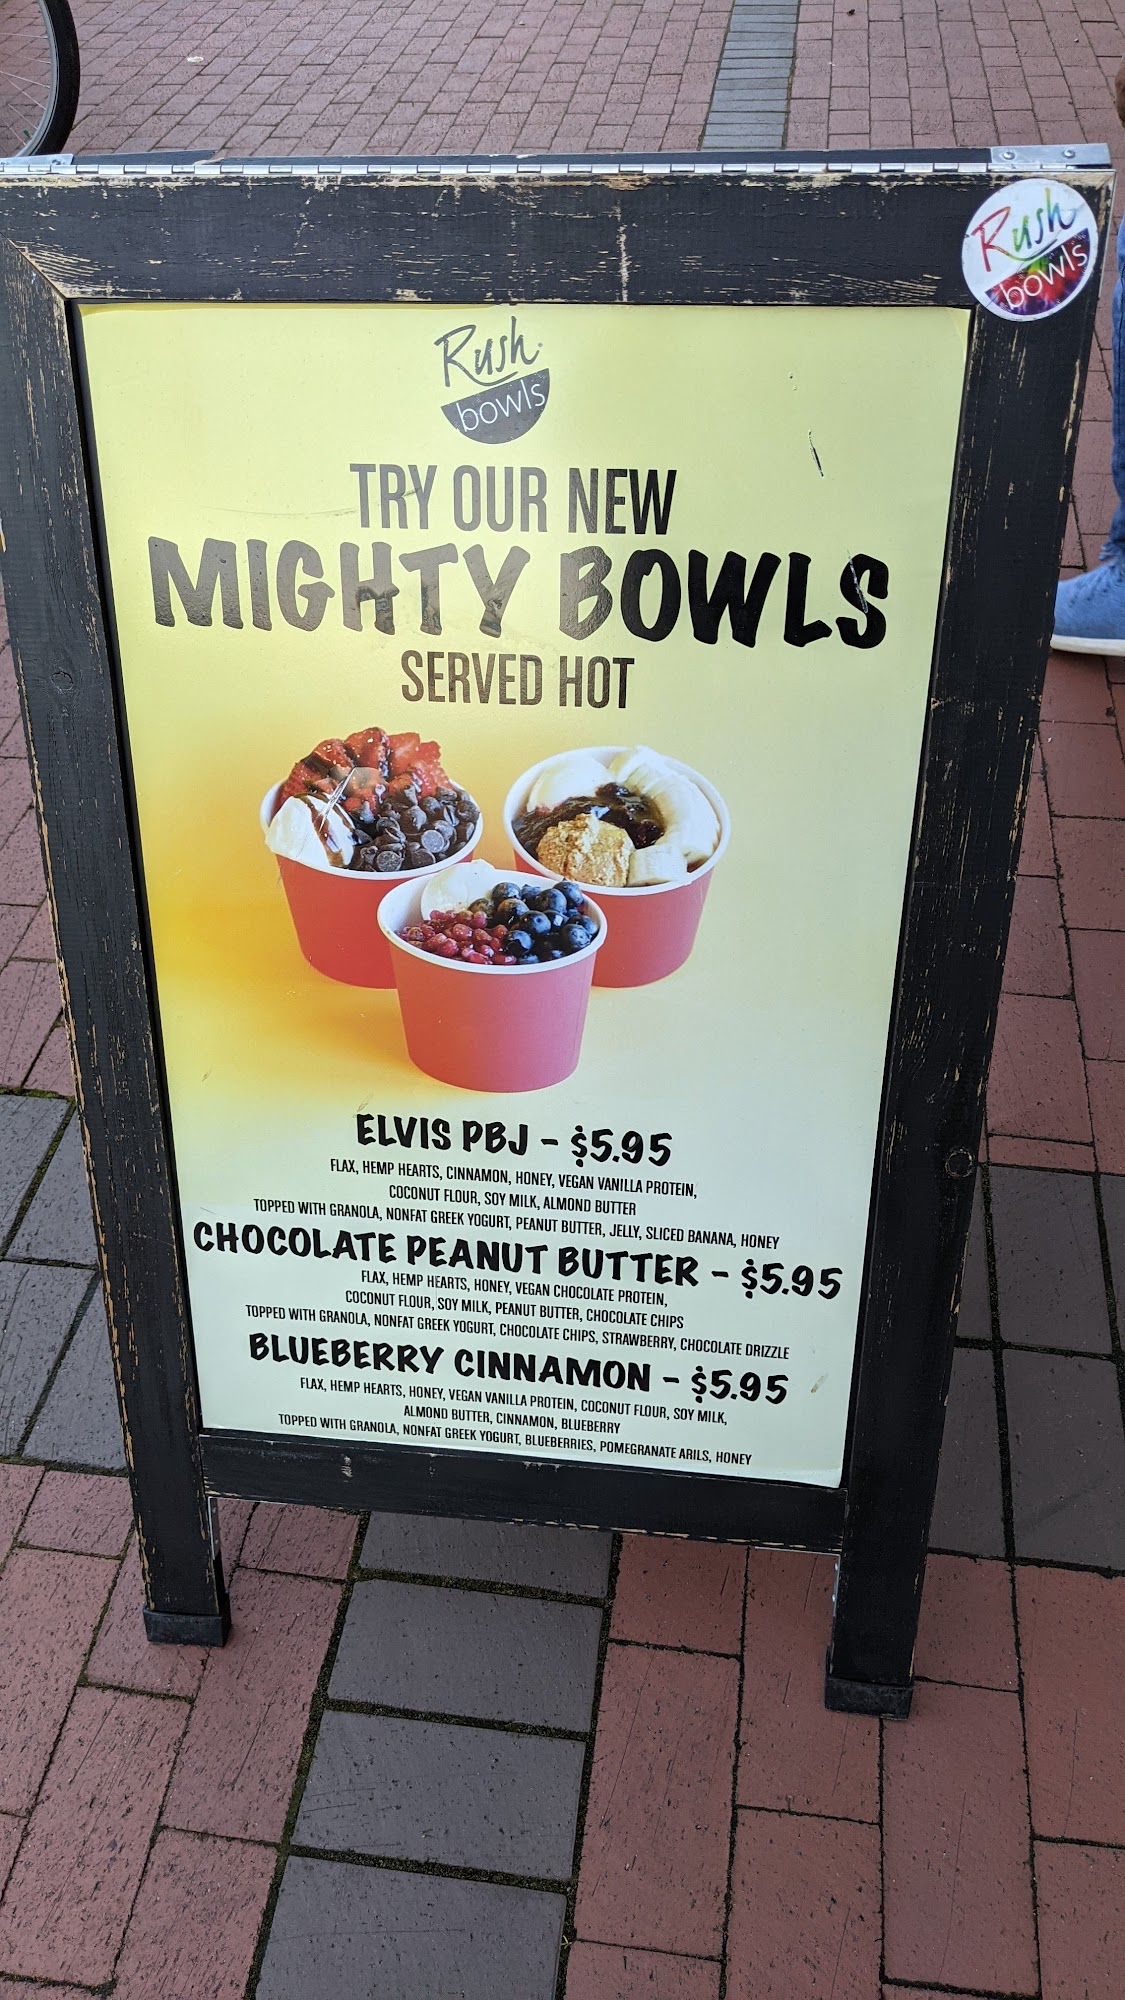 Rush
bowls
Rush
bowls
TRY OUR NEW
MIGHTY BOWLS
SERVED HOT
ELVIS PBJ - $5.95
FLAX, HEMP HEARTS, CINNAMON, HONEY, VEGAN VANILLA PROTEIN,
COCONUT FLOUR, SOY MILK, ALMOND BUTTER
TOPPED WITH GRANOLA, NONFAT GREEK YOGURT, PEANUT BUTTER, JELLY, SLICED BANANA, HONEY
CHOCOLATE PEANUT BUTTER - $5.95
FLAX, HEMP HEARTS, HONEY, VEGAN CHOCOLATE PROTEIN,
COCONUT FLOUR, SOY MILK, PEANUT BUTTER, CHOCOLATE CHIPS
TOPPED WITH GRANOLA, NONFAT GREEK YOGURT, CHOCOLATE CHIPS, STRAWBERRY, CHOCOLATE DRIZZLE
BLUEBERRY CINNAMON - $5.95
FLAX, HEMP HEARTS, HONEY, VEGAN VANILLA PROTEIN, COCONUT FLOUR, SOY MILK,
ALMOND BUTTER, CINNAMON, BLUEBERRY
TOPPED WITH GRANOLA, NONFAT GREEK YOGURT, BLUEBERRIES, POMEGRANATE ARILS, HONEY